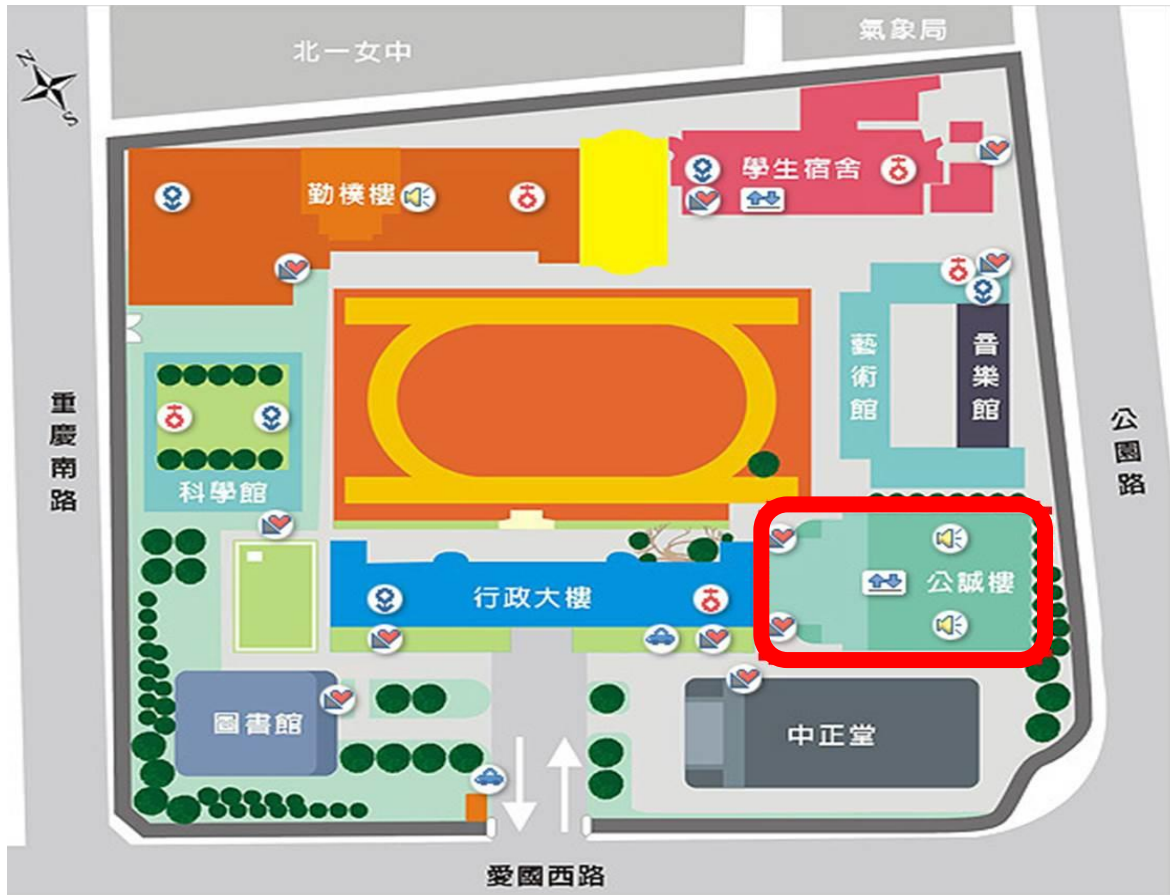 北一女中
氣象局
N
S
勤樸樓
學生宿舍
藝術館
音樂館
重慶南路
公園路
科學館
行政大樓
公誠樓
圖書館
中正堂
愛國西路